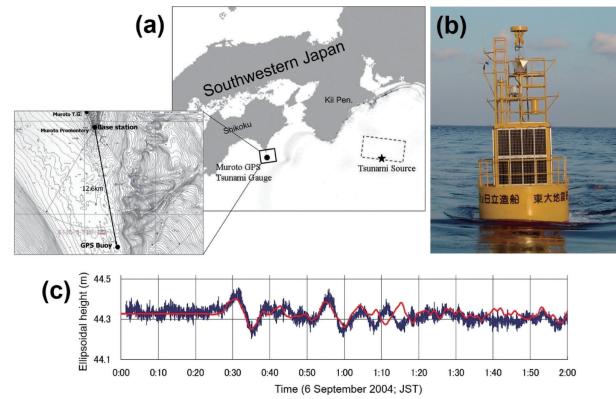 (a)
Southwestern Japan
Kii Pen.
Shikoku
Muroto GPS
Tsunami Gauge
Tsunami Source
Muroto T.G.
Base station
Muroto Promontory
12.6km
GPS Buoy
(b)
日立造船 東大地震
(c)
Ellipsoidal height (m)
44.5
44.3
44.1
0:00 0:10 0:20 0:30 0:40 0:50 1:00 1:10 1:20 1:30 1:40 1:50 2:00
Time (6 September 2004; JST)